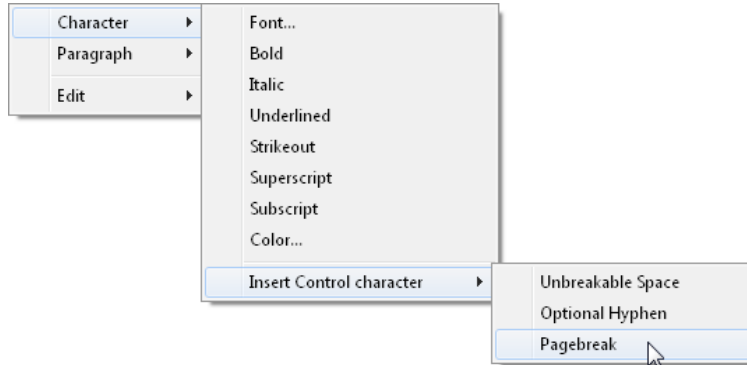 Character
Paragraph
Edit
Font...
Bold
Italic
Underlined
Strikeout
Superscript
Subscript
Color...
Insert Control character
Unbreakable Space
Optional Hyphen
Pagebreak